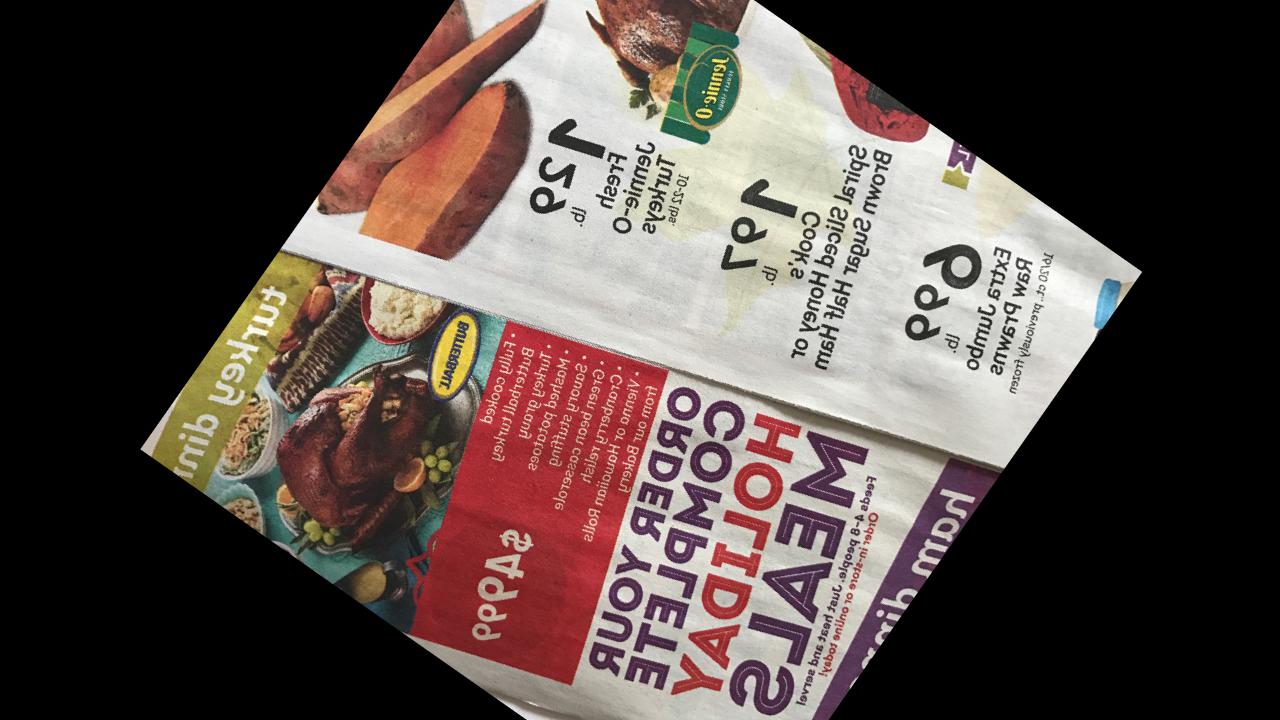 16/20 ct., previously frozen
Raw Prawns
Extra Jumbo
6 99
lb.
Brown Sugar Half Ham
Spiral Sliced Honey or
Cook's
1 97
lb.
Jennie-O
10-22 lbs.
Turkeys
Jennie-O
Fresh
1 29
lb.
ORDER YOUR
COMPLETE
HOLIDAY
MEALS
Feeds 4-8 people. Just heat and serve!
Order in-store or online today!
turkey
BUTTERBALL
• Fully cooked
Butterball turkey
• Turkey gravy
• Mashed potatoes
• Savory stuffing
• Green bean casserole
• Cranberry relish
• Vienna or Hawaiian Rolls
from our Bakery
$49 99
ham